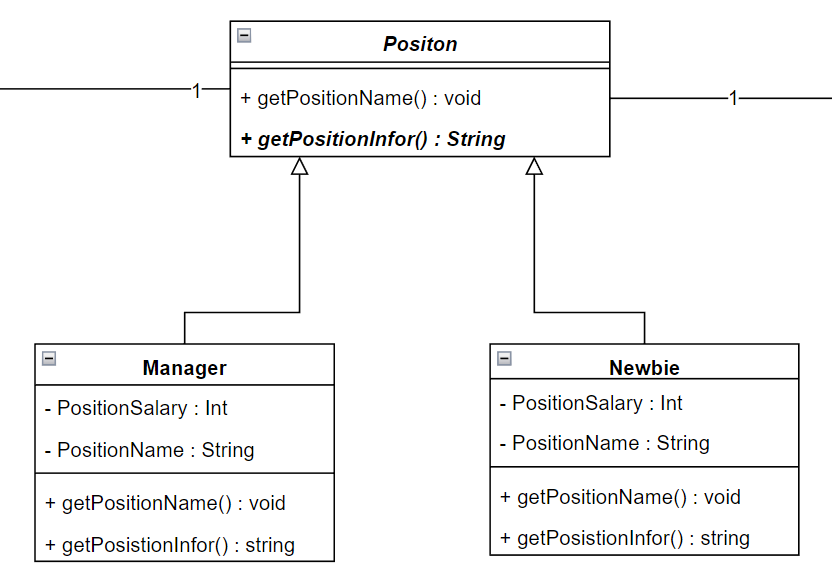 Positon
1
+ getPositionName() : void
1
+ getPositionInfor() : String
Manager
- PositionSalary : Int
- PositionName : String
+ getPositionName() : void
+ getPosistionInfor() : string
Newbie
- PositionSalary : Int
- PositionName : String
+ getPositionName() : void
+ getPosistionInfor() : string